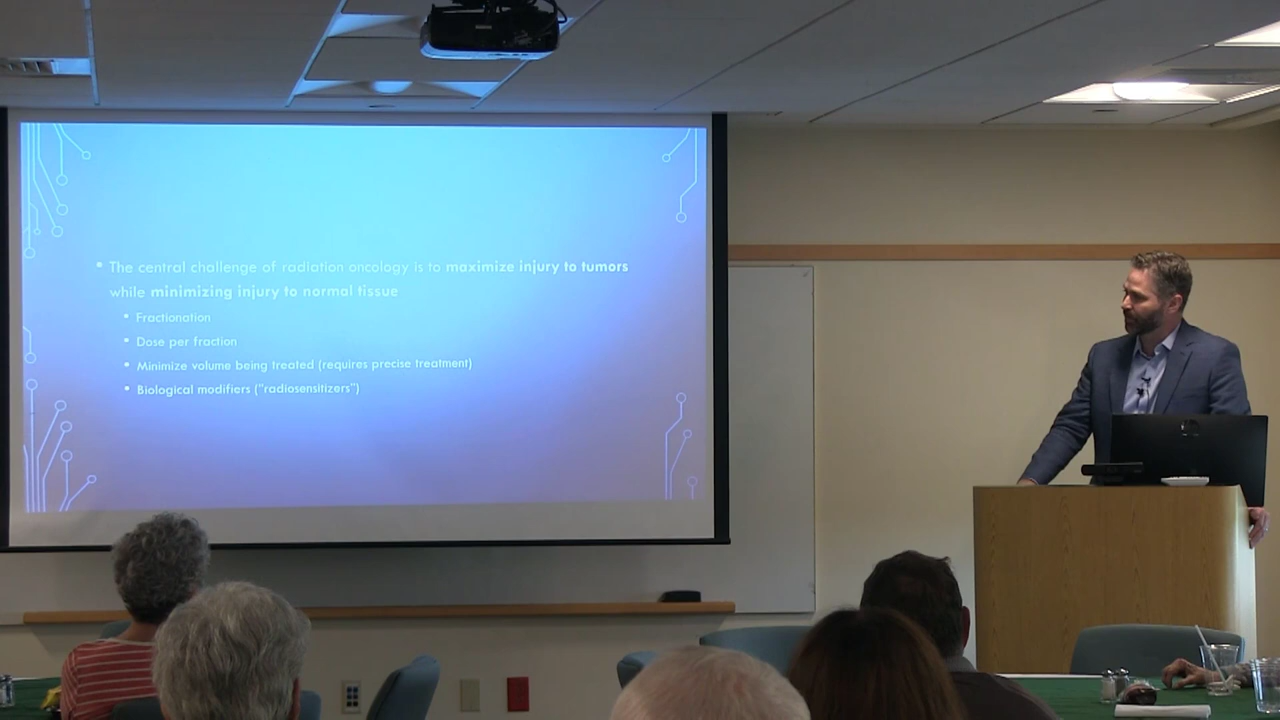 • The central challenge of radiation oncology is to maximize injury to tumors
while minimizing injury to normal tissue
• Fractionation
• Dose per fraction
• Minimize volume being treated (requires precise treatment)
• Biological modifiers ("radiosensitizers")